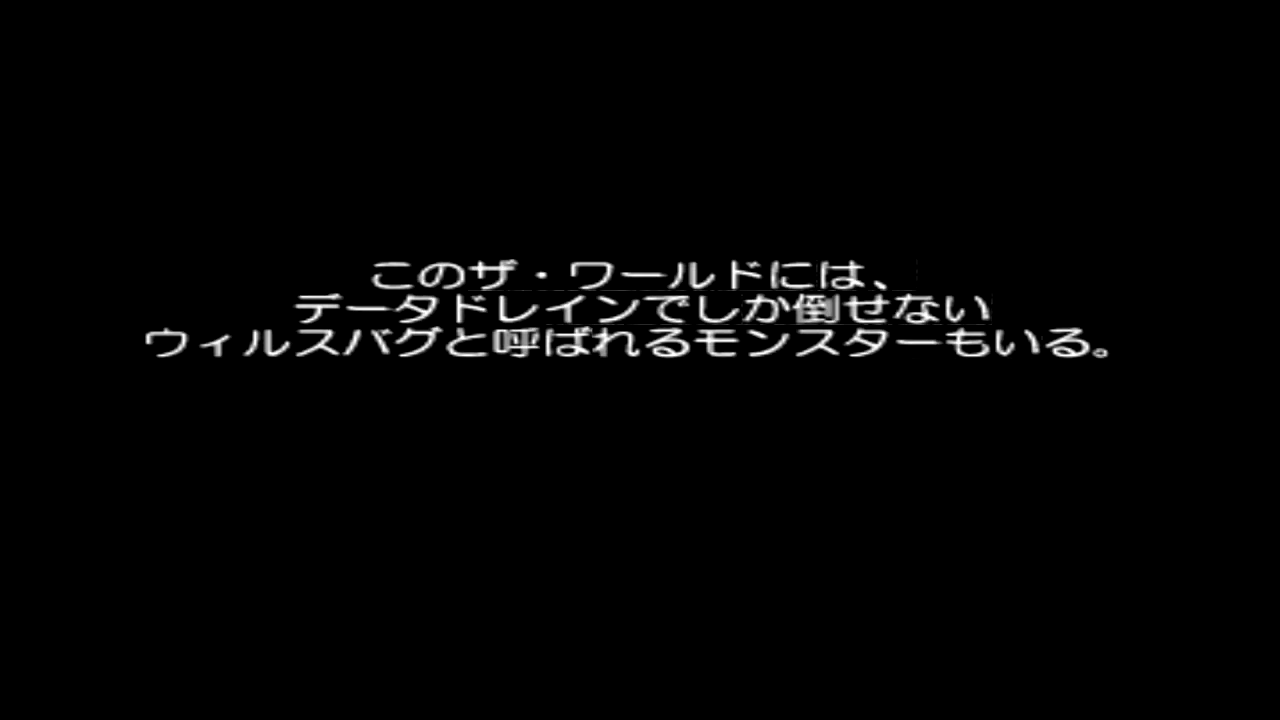 このザ・ワールドには、
データドレインでしか倒せない
ウィルスバグと呼ばれるモンスターもいる。